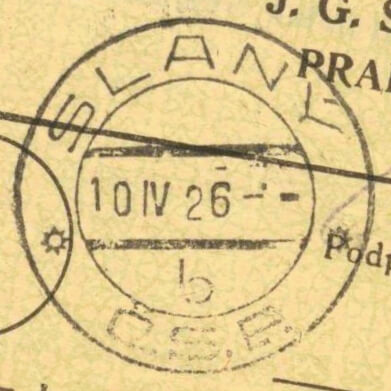 J. G. S
PRA
SLANÝ
10 IV 26 - -
b
Č.S.R.
Podp